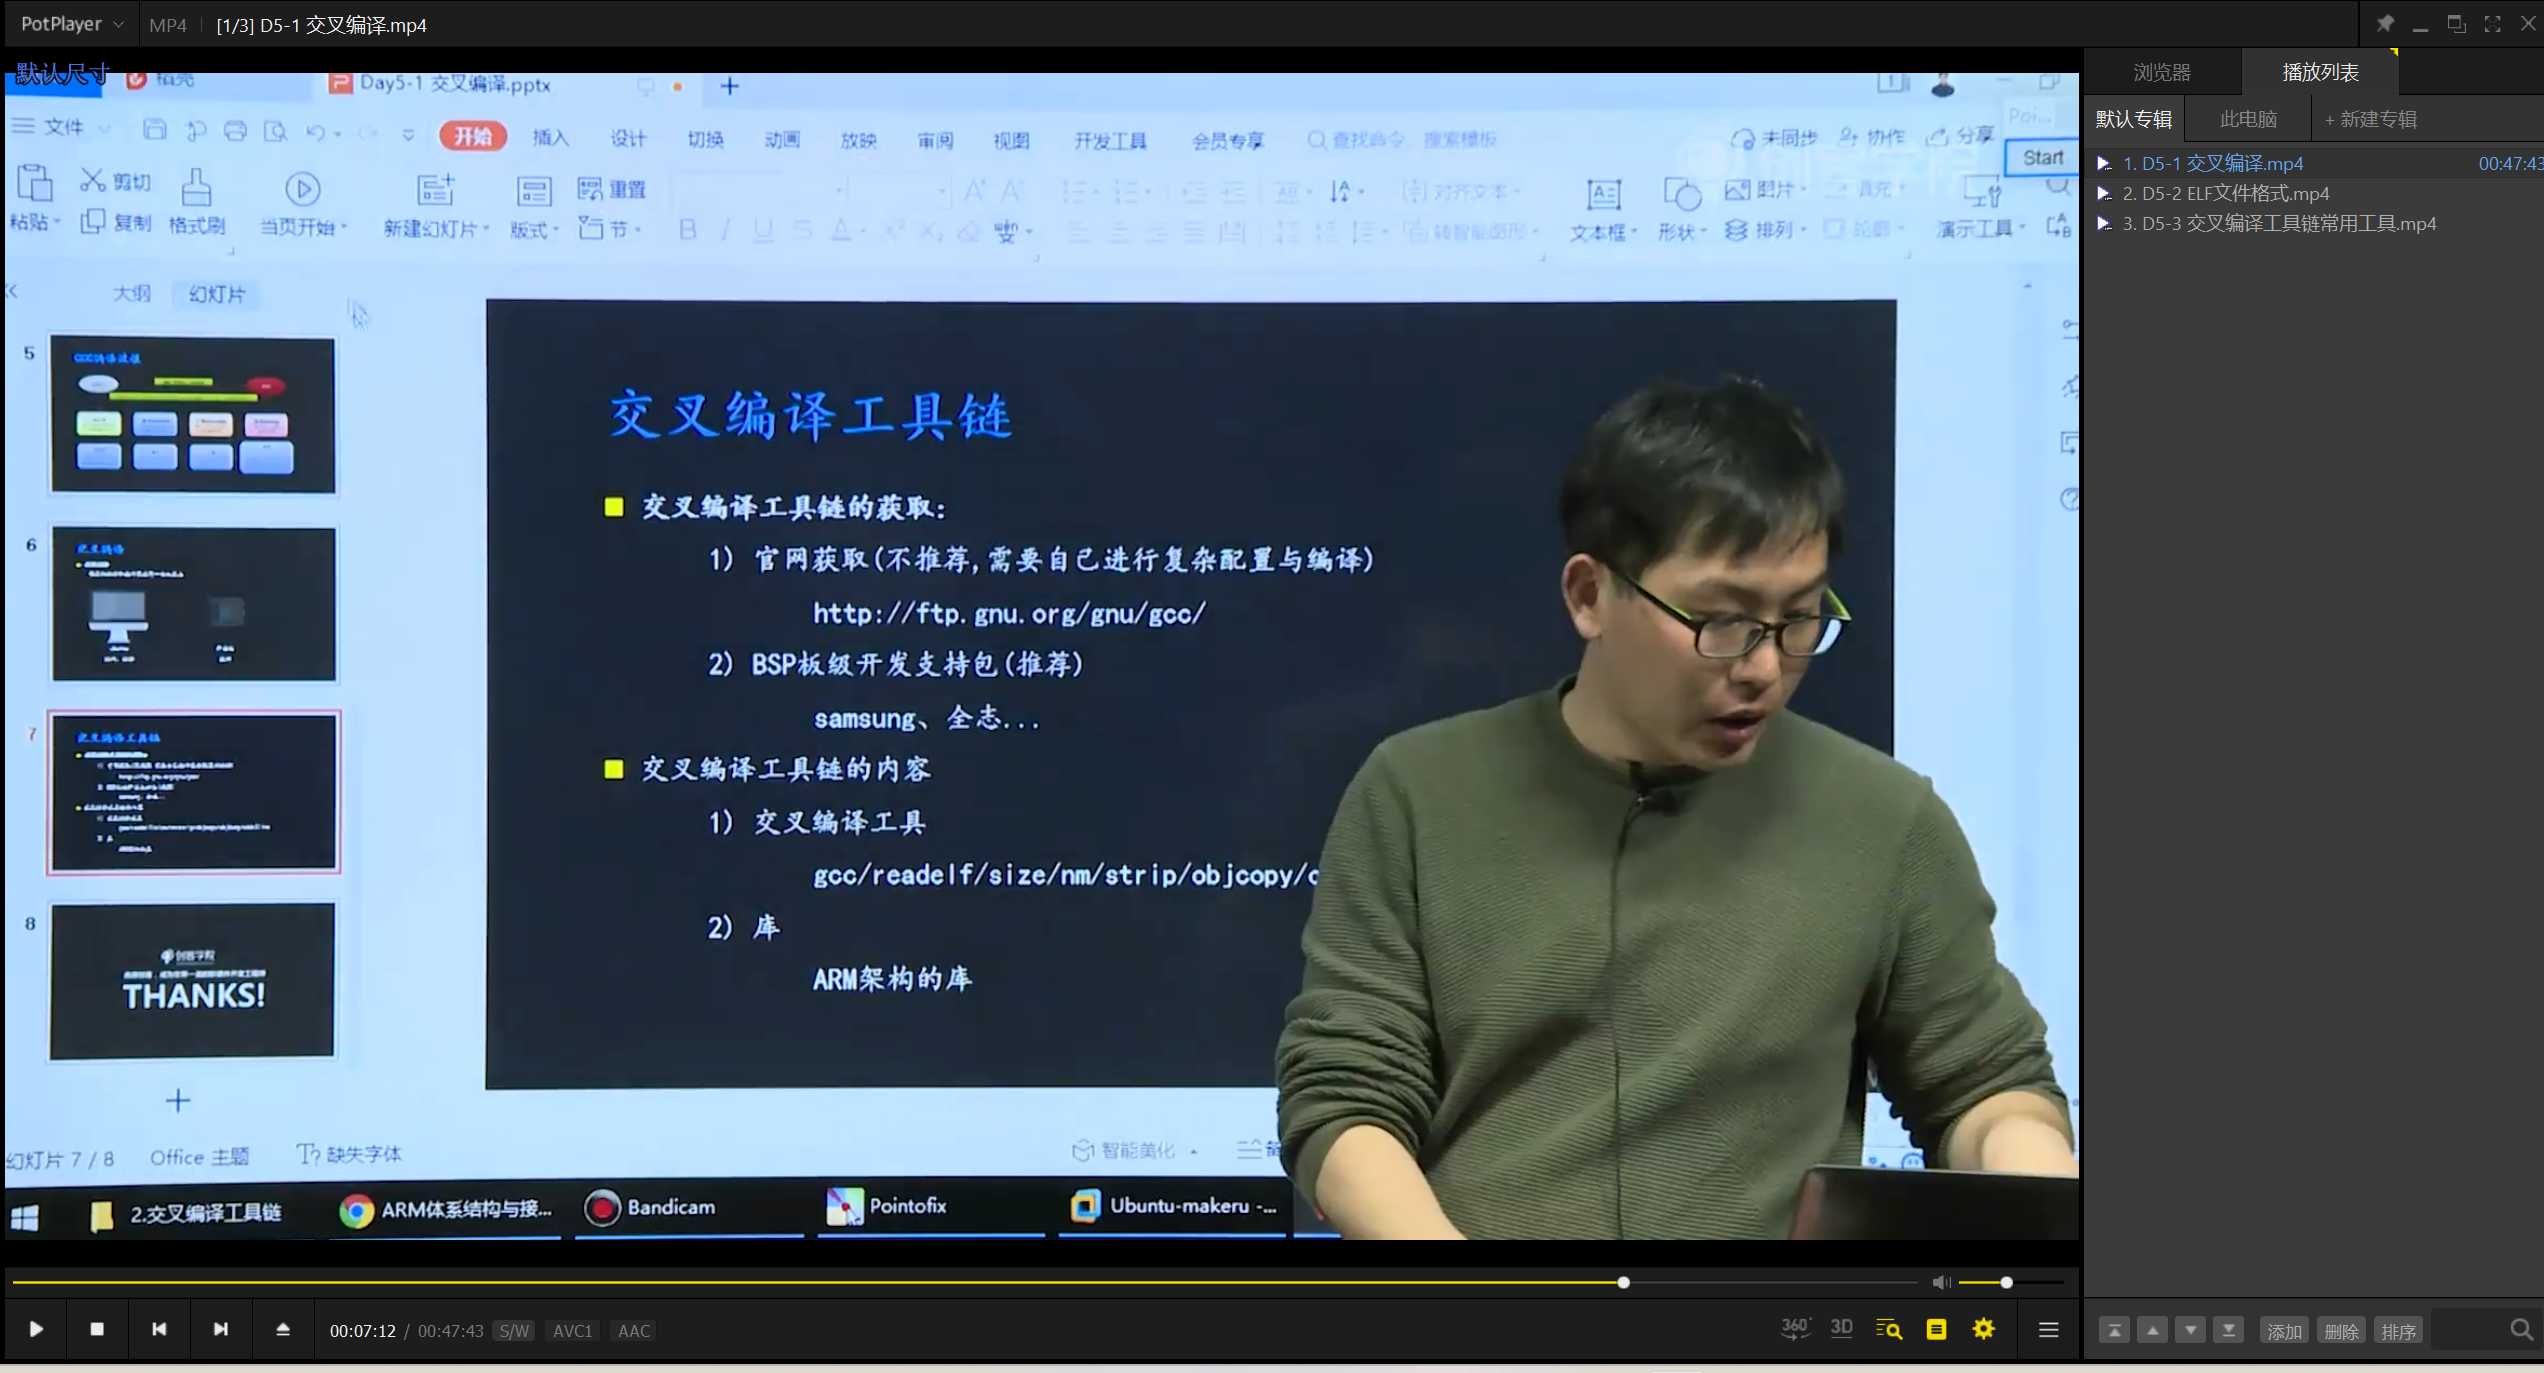 PotPlayer MP4 [1/3] D5-1 交叉编译.mp4
默认尺寸
稻壳 Day5-1 交叉编译.pptx
文件 开始 插入 设计 切换 动画 放映 审阅 视图 开发工具 会员专享 查找命令、搜索模板 未同步 协作 分享
Poi...
Start
粘贴 剪切 复制 格式刷 当页开始 新建幻灯片 版式 重置 节 B I U S A 对齐文本 转智能图形 文本框 形状 图片 排列 填充 轮廓 演示工具
大纲 幻灯片
5
6
7
8
THANKS!
交叉编译工具链
交叉编译工具链的获取:
1) 官网获取(不推荐,需要自己进行复杂配置与编译)
http://ftp.gnu.org/gnu/gcc/
2) BSP板级开发支持包(推荐)
samsung、全志...
交叉编译工具链的内容
1) 交叉编译工具
gcc/readelf/size/nm/strip/objcopy/
2) 库
ARM架构的库
幻灯片 7 / 8 Office 主题 缺失字体 智能美化
2.交叉编译工具链 ARM体系结构与接... Bandicam Pointofix Ubuntu-makeru -...
00:07:12 / 00:47:43 S/W AVC1 AAC
360° 3D
浏览器 播放列表
默认专辑 此电脑 + 新建专辑
1. D5-1 交叉编译.mp4 00:47:43
2. D5-2 ELF文件格式.mp4
3. D5-3 交叉编译工具链常用工具.mp4
添加 删除 排序